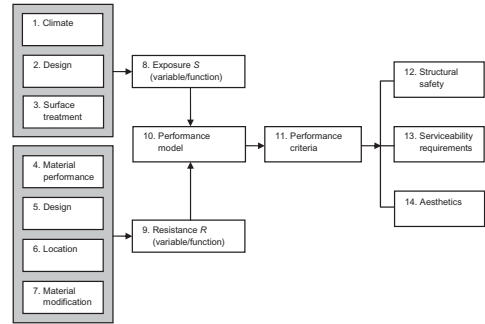 1. Climate
2. Design
3. Surface
treatment
4. Material
performance
5. Design
6. Location
7. Material
modification
8. Exposure S
(variable/function)
9. Resistance R
(variable/function)
10. Performance
model
11. Performance
criteria
12. Structural
safety
13. Serviceability
requirements
14. Aesthetics